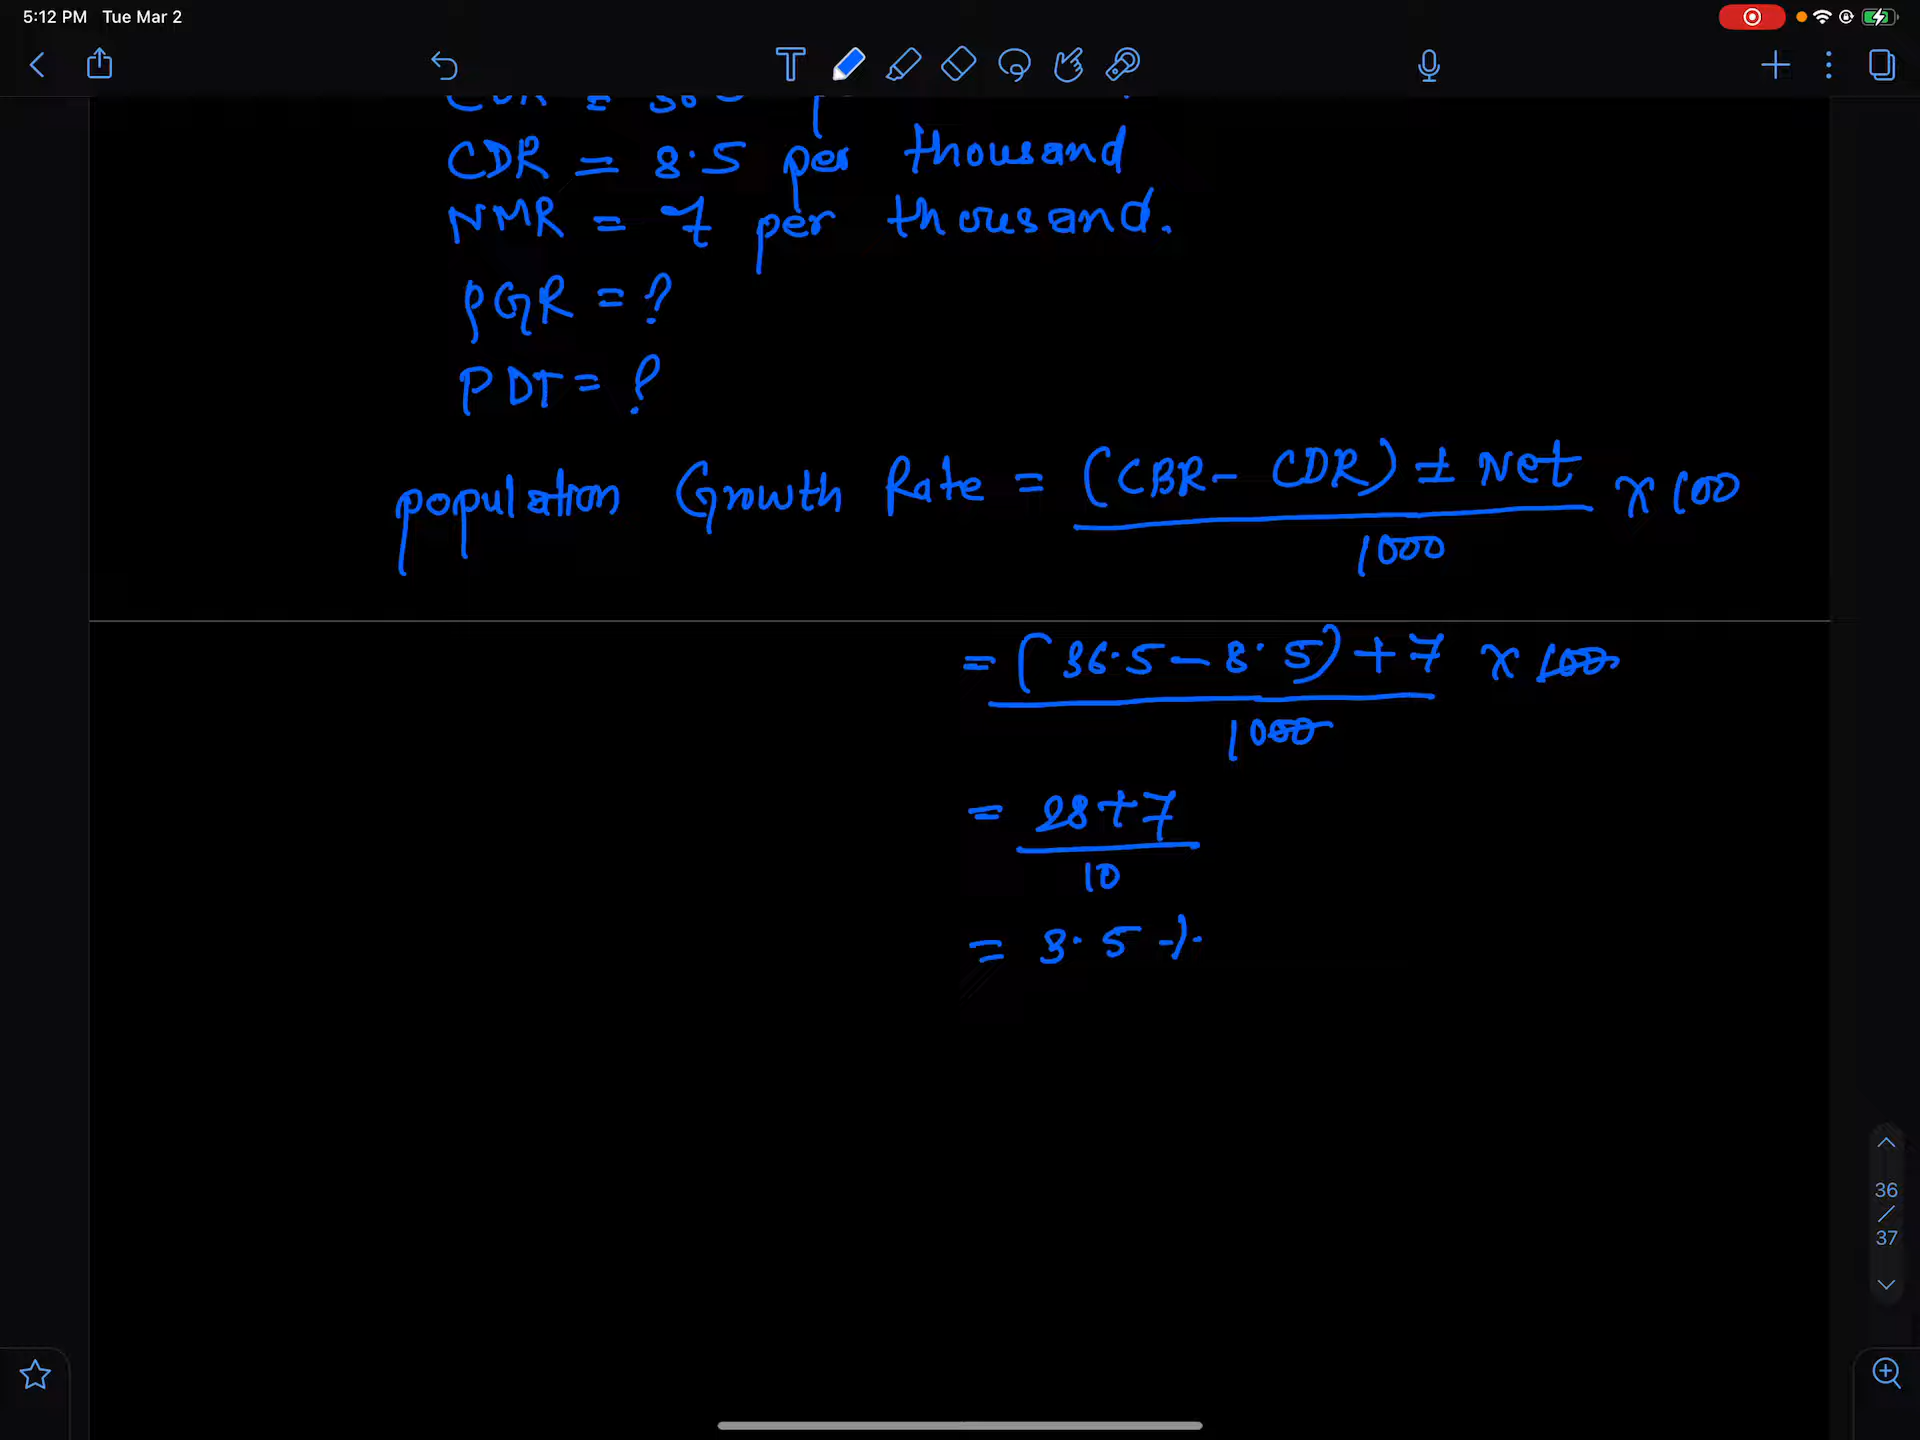 5:12 PM Tue Mar 2
CDR = 8.5 per thousand
NMR = 7 per thousand.
PGR = ?
PDT = ?
population Growth Rate = (CBR - CDR) ± Net / 1000 x 100
= (36.5 - 8.5) + 7 / 1000 x 100
= 28+7 / 10
= 3.5 %
36
/
37